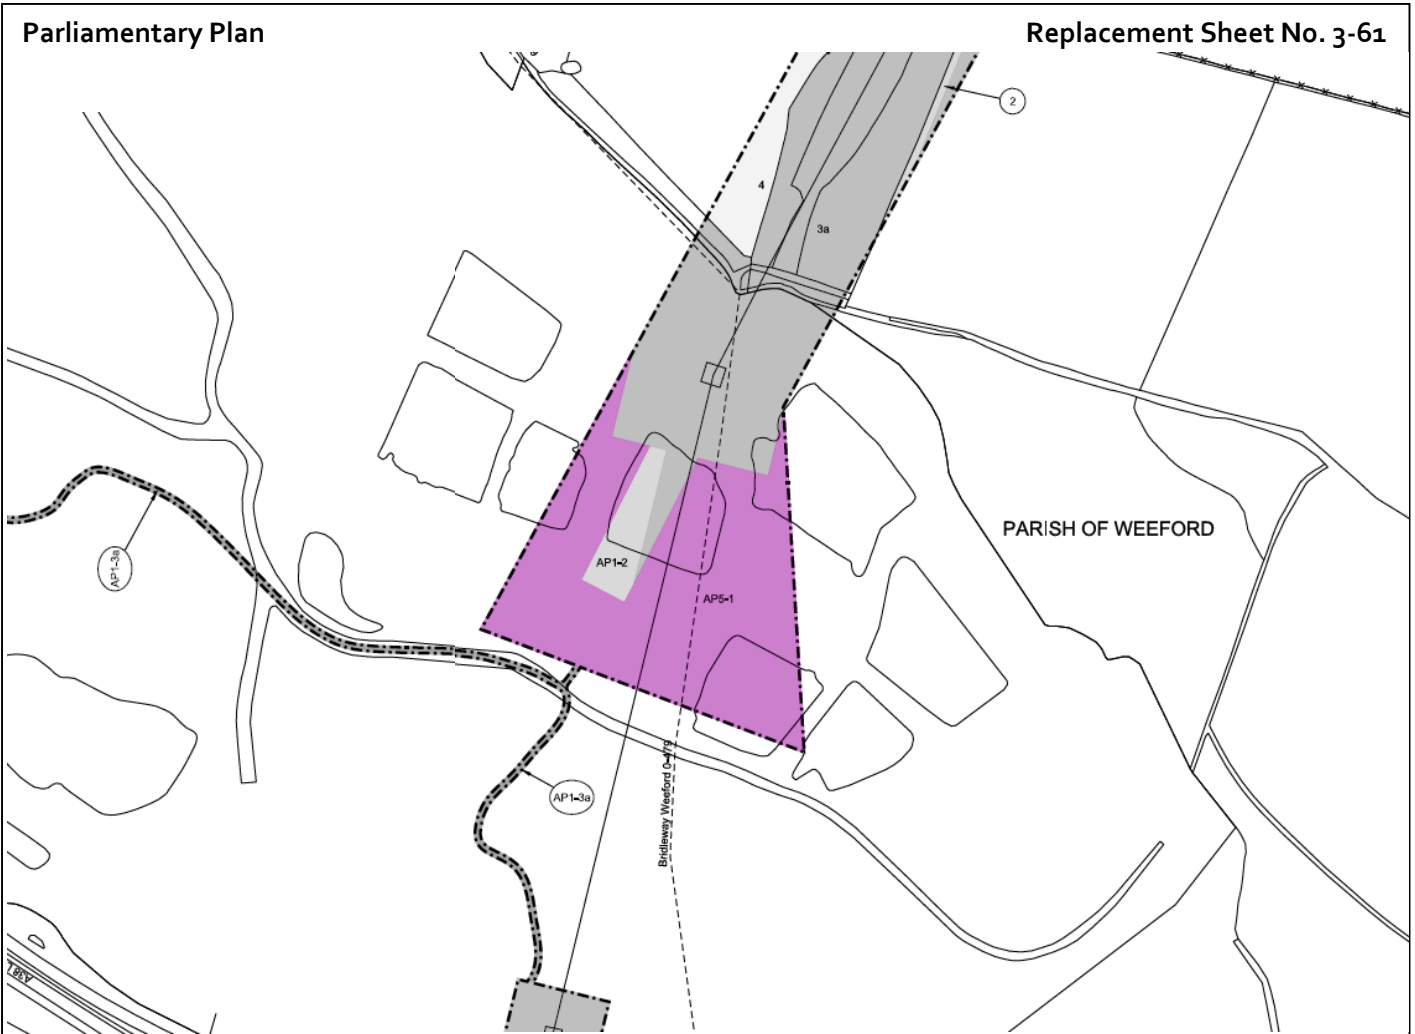 Parliamentary Plan
Replacement Sheet No. 3-61
2
4
3a
PARISH OF WEEFORD
AP1-3a
AP1-2
AP5-1
AP1-3a
Bridleway Weeford 0-479